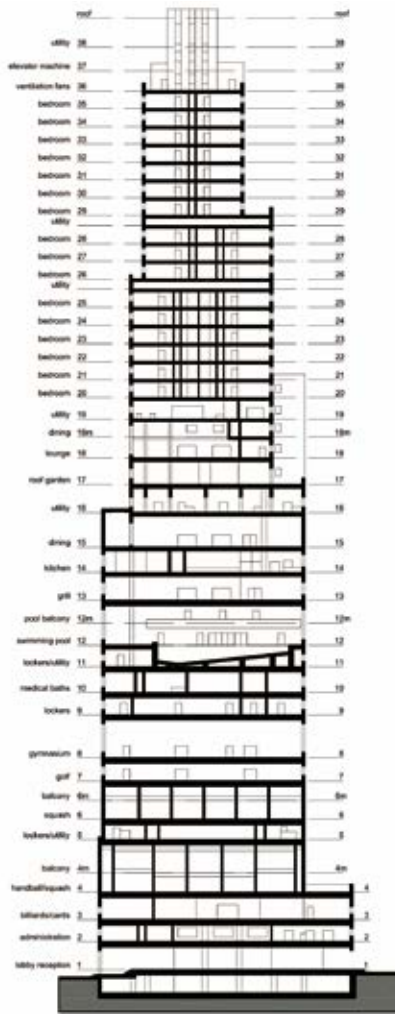 roof roof
utility 38 38
elevator machine 37 37
ventilation fans 36 36
bedroom 35 35
bedroom 34 34
bedroom 33 33
bedroom 32 32
bedroom 31 31
bedroom 30 30
bedroom 29 29
utility
bedroom 28 28
bedroom 27 27
bedroom 26 26
utility
bedroom 25 25
bedroom 24 24
bedroom 23 23
bedroom 22 22
bedroom 21 21
bedroom 20 20
utility 19 19
dining 18m 18m
lounge 18 18
roof garden 17 17
utility 16 16
dining 15 15
kitchen 14 14
grill 13 13
pool balcony 12m 12m
swimming pool 12 12
lockers/utility 11 11
medical baths 10 10
lockers 9 9
gymnasium 8 8
golf 7 7
balcony 6m 6m
squash 6 6
lockers/utility 5 5
balcony 4m 4m
handball/squash 4 4
billiards/cards 3 3
administration 2 2
lobby reception 1 1